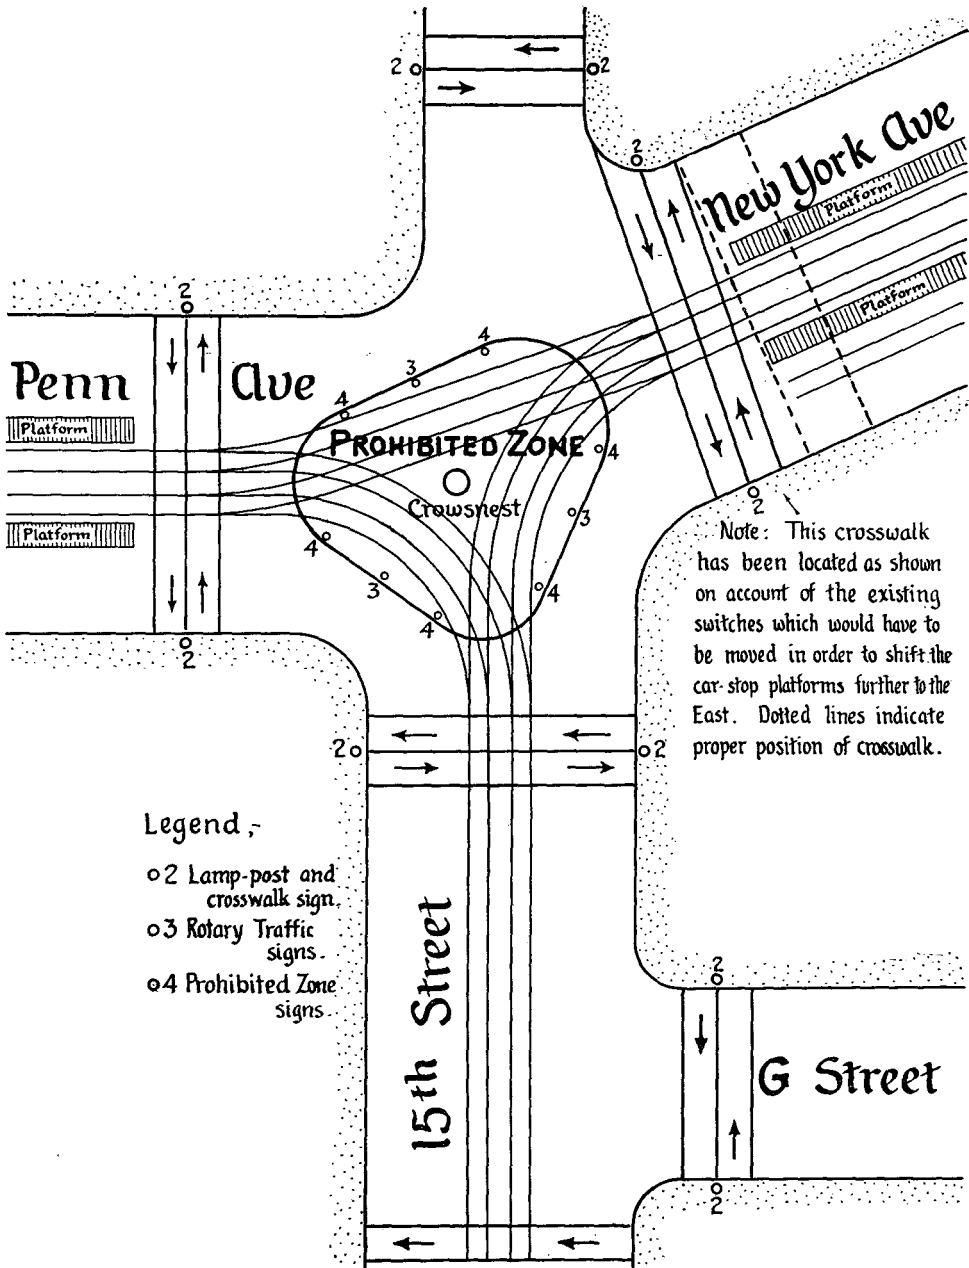 2
2
2
New York Ave
Platform
Platform
2
Penn Ave
Platform
Platform
2
4
3
4
PROHIBITED ZONE
Crowsnest
4
3
4
4
3
4
2
Note: This crosswalk
has been located as shown
on account of the existing
switches which would have to
be moved in order to shift the
car-stop platforms further to the
East. Dotted lines indicate
proper position of crosswalk.
2
2
Legend,-
2 Lamp-post and
crosswalk sign.
3 Rotary Traffic
signs.
4 Prohibited Zone
signs.
15th Street
2
G Street
2